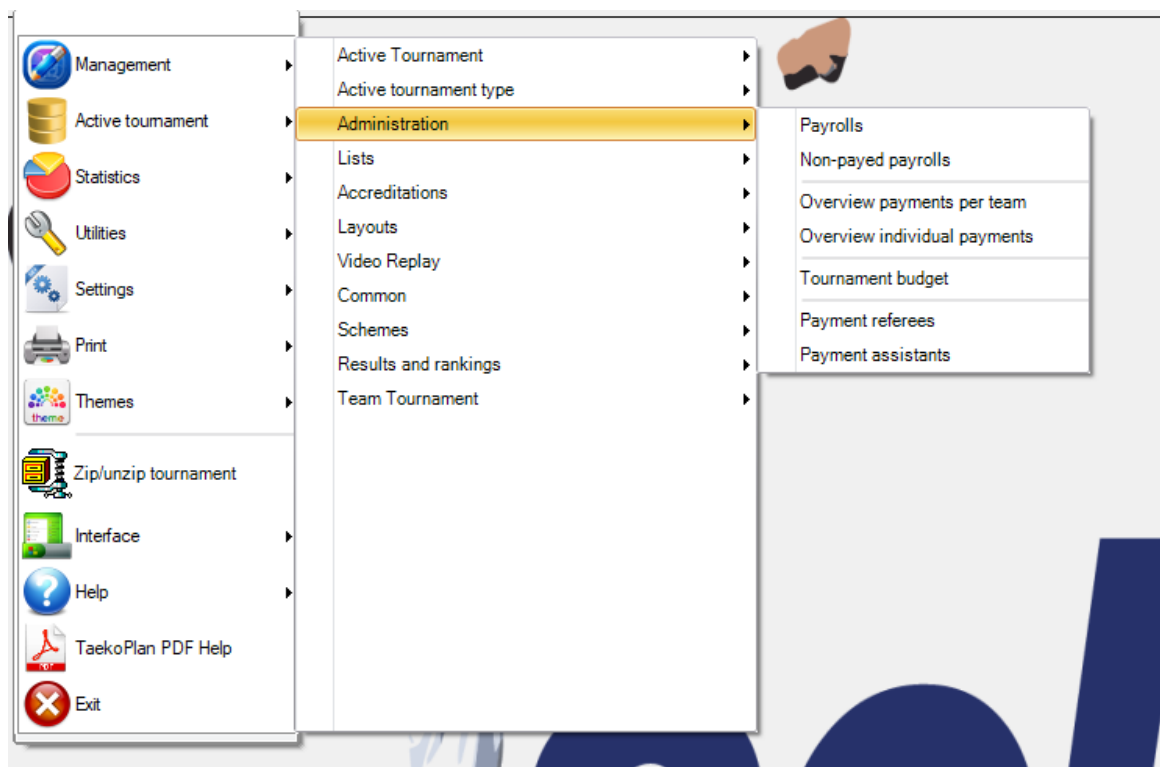 Management
Active tournament
Statistics
Utilities
Settings
Print
theme
Themes
Zip/unzip tournament
Interface
Help
PDF
TaekoPlan PDF Help
Exit
Active Tournament
Active tournament type
Administration
Lists
Accreditations
Layouts
Video Replay
Common
Schemes
Results and rankings
Team Tournament
Payrolls
Non-payed payrolls
Overview payments per team
Overview individual payments
Tournament budget
Payment referees
Payment assistants